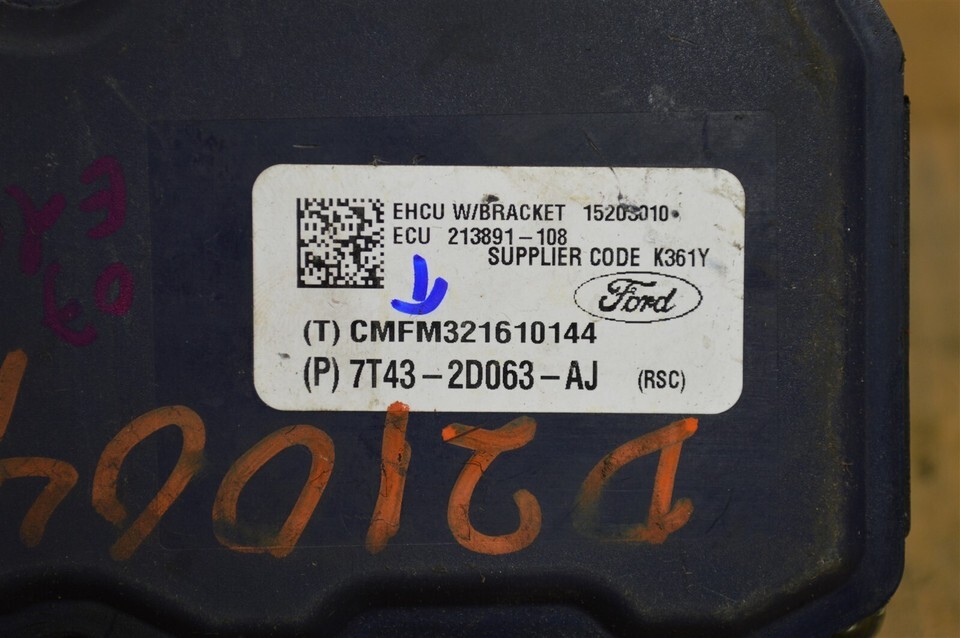 EHCU W/BRACKET 15203010
ECU 213891-108
SUPPLIER CODE K361Y
Ford
(T) CMFM321610144
(P) 7T43-2D063-AJ (RSC)